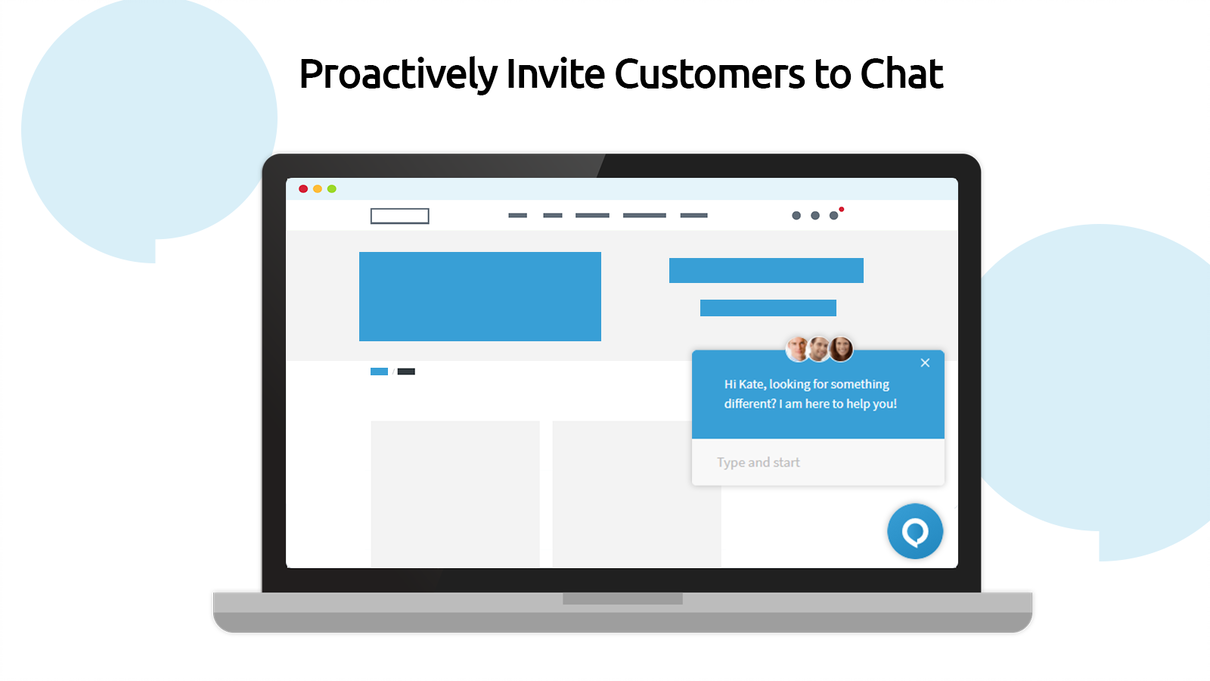 Proactively Invite Customers to Chat
Hi Kate, looking for something
different? I am here to help you!
Type and start